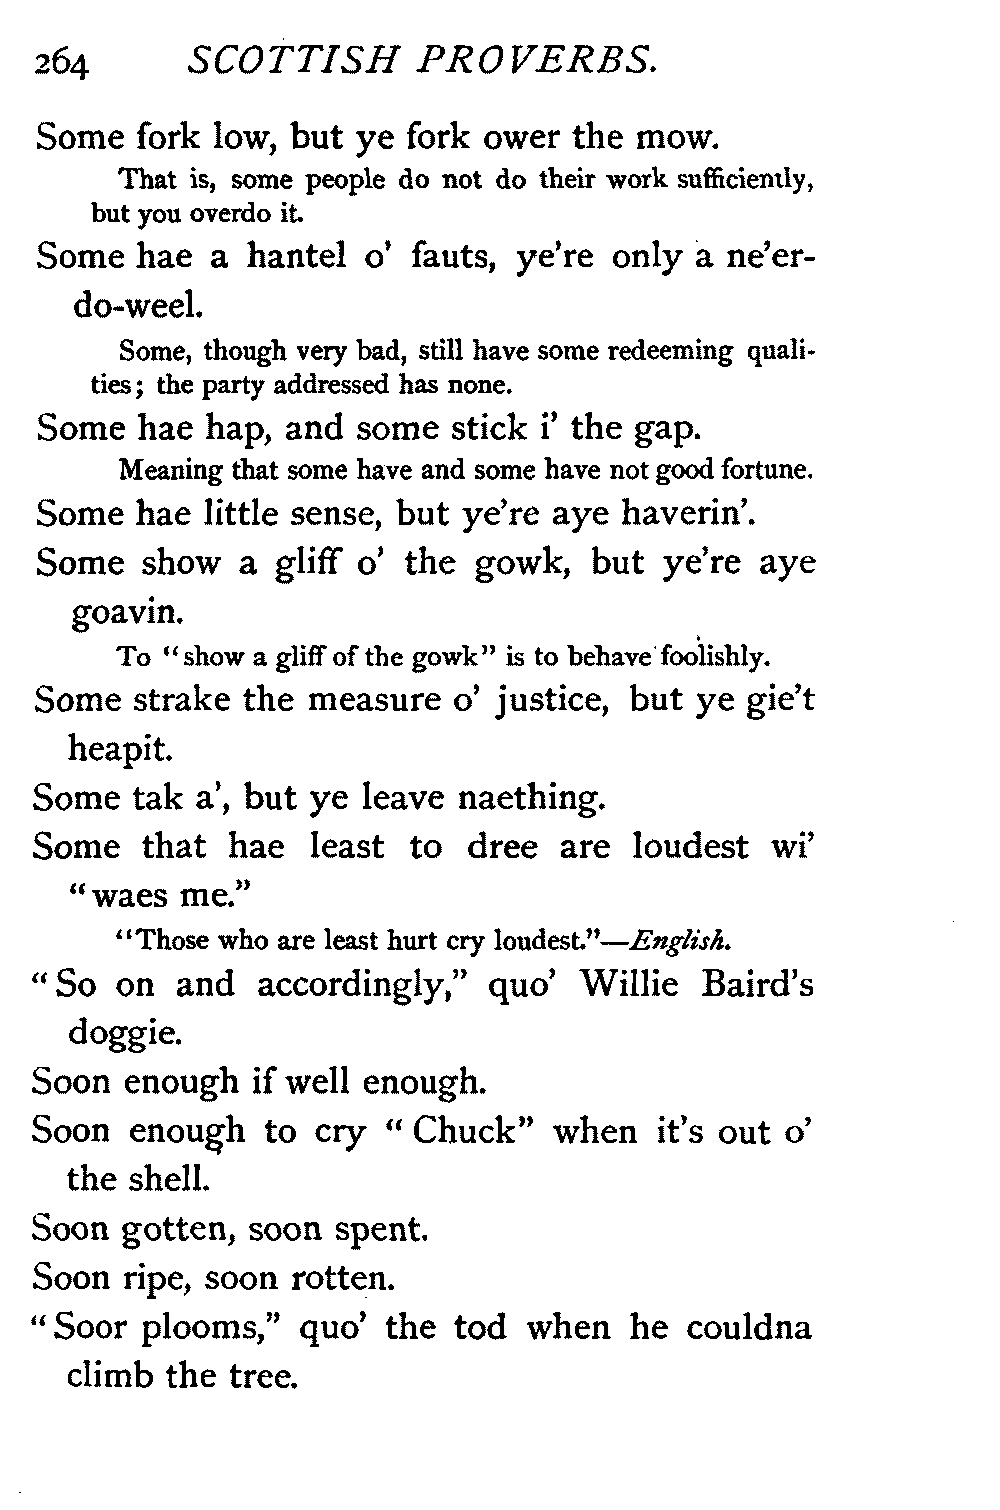 264 SCOTTISH PROVERBS.
Some fork low, but ye fork ower the mow.
That is, some people do not do their work sufficiently,
but you overdo it.
Some hae a hantel o' fauts, ye're only a ne'er-
do-weel.
Some, though very bad, still have some redeeming quali-
ties; the party addressed has none.
Some hae hap, and some stick i' the gap.
Meaning that some have and some have not good fortune.
Some hae little sense, but ye're aye haverin'.
Some show a gliff o' the gowk, but ye're aye
goavin.
To "show a gliff of the gowk" is to behave foolishly.
Some strake the measure o' justice, but ye gie't
heapit.
Some tak a', but ye leave naething.
Some that hae least to dree are loudest wi'
"waes me."
"Those who are least hurt cry loudest."—English.
"So on and accordingly," quo' Willie Baird's
doggie.
Soon enough if well enough.
Soon enough to cry "Chuck" when it's out o'
the shell.
Soon gotten, soon spent.
Soon ripe, soon rotten.
"Soor plooms," quo' the tod when he couldna
climb the tree.